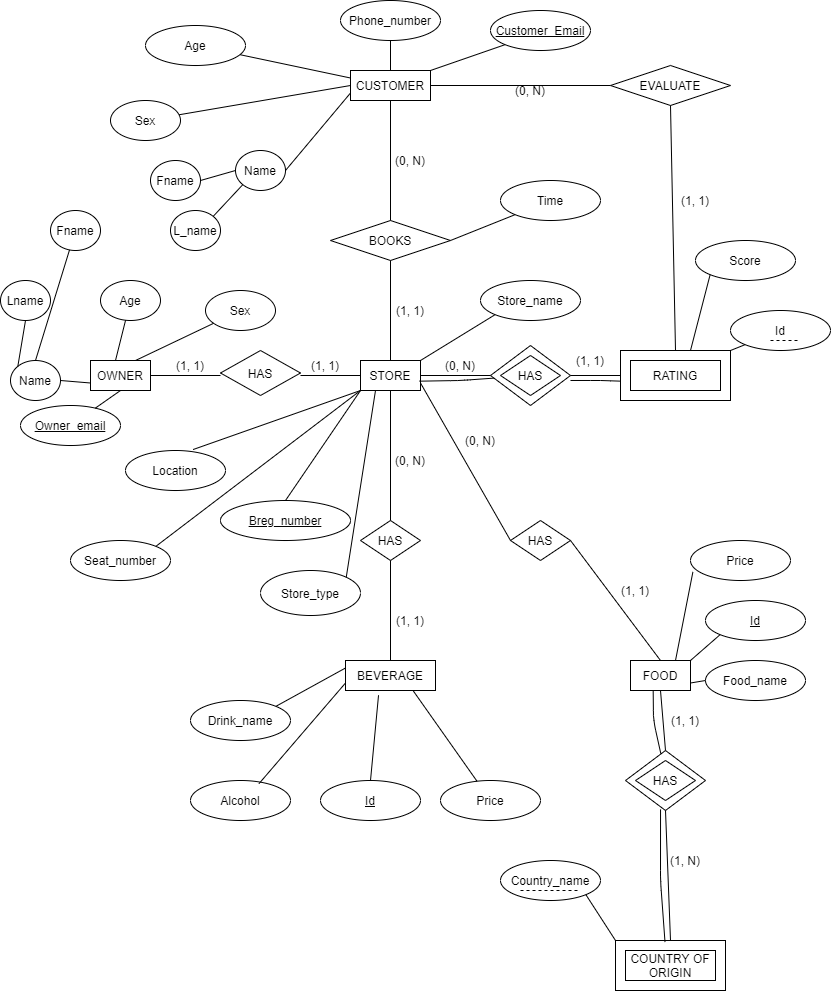 Phone_number
Customer_Email
Age
CUSTOMER
EVALUATE
(0, N)
Sex
(0, N)
Name
Fname
(1, 1)
Time
L_name
Fname
BOOKS
Score
Lname
Age
Sex
(1, 1)
Store_name
Id
(1, 1)
(1, 1)
(0, N)
(1, 1)
Name
OWNER
HAS
STORE
HAS
RATING
Owner_email
(0, N)
(0, N)
Location
Breg_number
Seat_number
HAS
HAS
Price
Store_type
(1, 1)
(1, 1)
Id
BEVERAGE
FOOD
Food_name
Drink_name
(1, 1)
HAS
Alcohol
Id
Price
(1, N)
Country_name
COUNTRY OF
ORIGIN